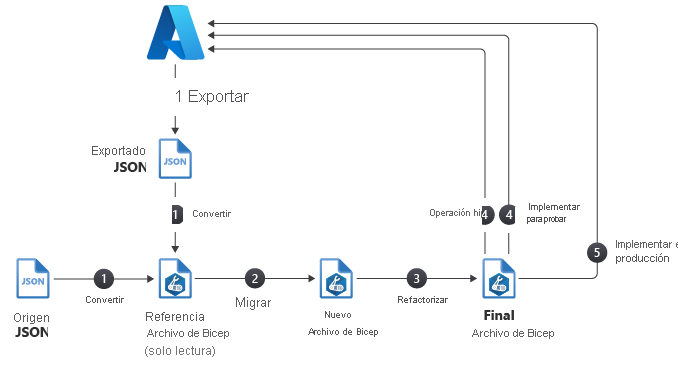 1 Exportar
Exportado
JSON
JSON
1
Convertir
Operación hi
4
4
Implementar
para probar
5
Implementar e
producción
JSON
1
Convertir
2
Migrar
3
Refactorizar
Origen
JSON
Referencia
Archivo de Bicep
(solo lectura)
Nuevo
Archivo de Bicep
Final
Archivo de Bicep